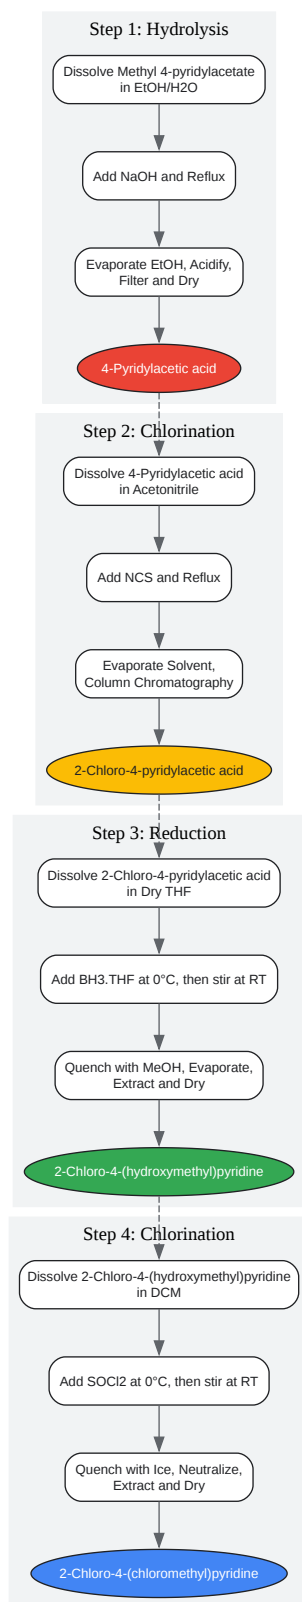 Step 1: Hydrolysis
Dissolve Methyl 4-pyridylacetate
in EtOH/H2O
Add NaOH and Reflux
Evaporate EtOH, Acidify,
Filter and Dry
4-Pyridylacetic acid
Step 2: Chlorination
Dissolve 4-Pyridylacetic acid
in Acetonitrile
Add NCS and Reflux
Evaporate Solvent,
Column Chromatography
2-Chloro-4-pyridylacetic acid
Step 3: Reduction
Dissolve 2-Chloro-4-pyridylacetic acid
in Dry THF
Add BH3.THF at 0°C, then stir at RT
Quench with MeOH, Evaporate,
Extract and Dry
2-Chloro-4-(hydroxymethyl)pyridine
Step 4: Chlorination
Dissolve 2-Chloro-4-(hydroxymethyl)pyridine
in DCM
Add SOCl2 at 0°C, then stir at RT
Quench with Ice, Neutralize,
Extract and Dry
2-Chloro-4-(chloromethyl)pyridine